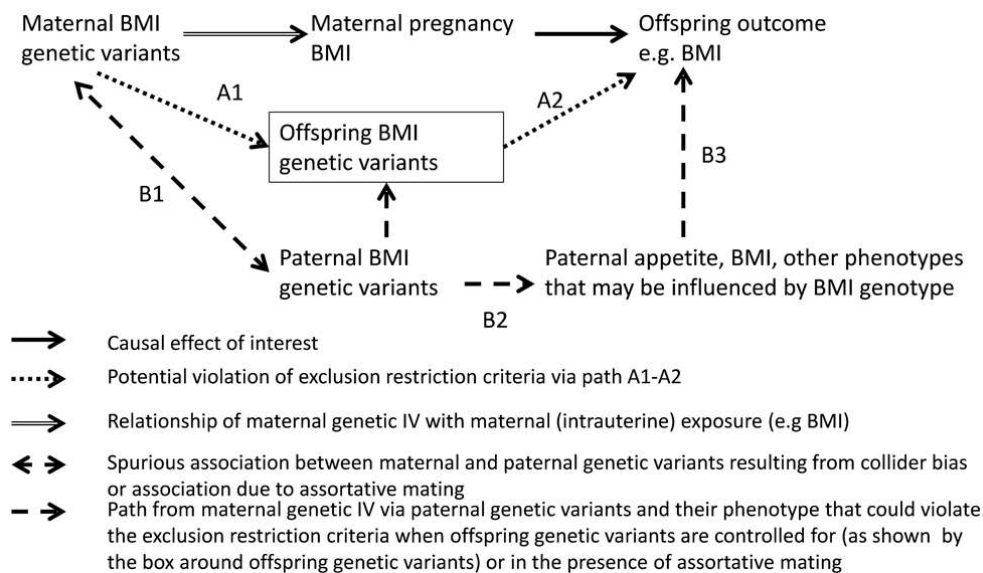 Maternal BMI
genetic variants
Maternal pregnancy
BMI
Offspring outcome
e.g. BMI
A1
A2
Offspring BMI
genetic variants
B1
B3
Paternal BMI
genetic variants
Paternal appetite, BMI, other phenotypes
that may be influenced by BMI genotype
B2
Causal effect of interest
Potential violation of exclusion restriction criteria via path A1-A2
Relationship of maternal genetic IV with maternal (intrauterine) exposure (e.g BMI)
Spurious association between maternal and paternal genetic variants resulting from collider bias
or association due to assortative mating
Path from maternal genetic IV via paternal genetic variants and their phenotype that could violate
the exclusion restriction criteria when offspring genetic variants are controlled for (as shown by
the box around offspring genetic variants) or in the presence of assortative mating